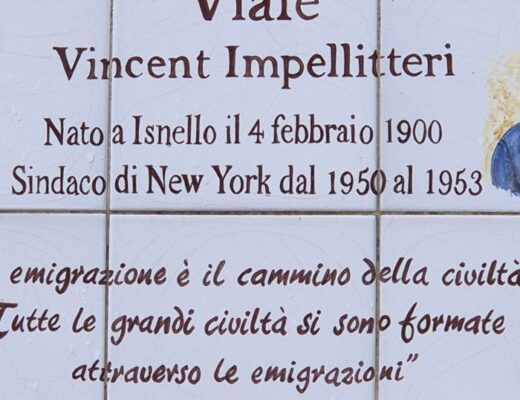 Viale
Vincent Impellitteri
Nato a Isnello il 4 febbraio 1900
Sindaco di New York dal 1950 al 1953
emigrazione è il cammino della civiltà
Tutte le grandi civiltà si sono formate
attraverso le emigrazioni”